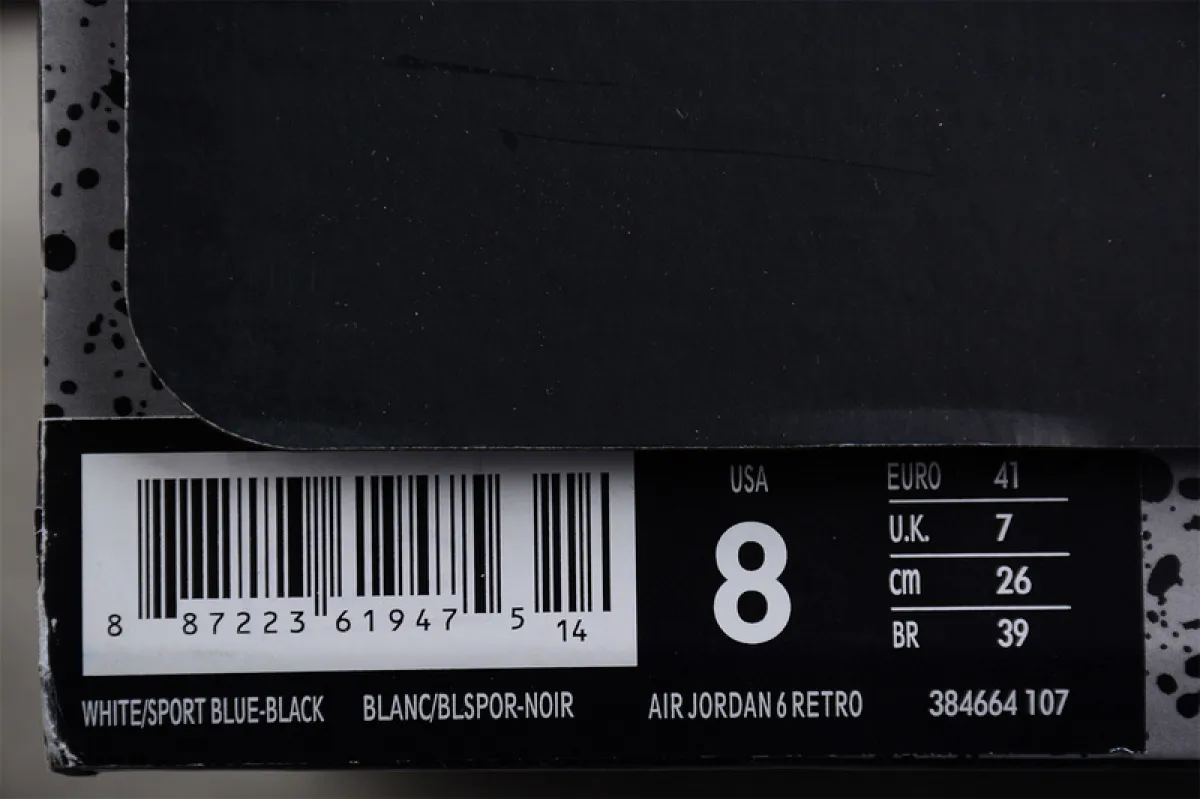 8 87223 61947 5 14
USA
8
EURO 41
U.K. 7
cm 26
BR 39
WHITE/SPORT BLUE-BLACK BLANC/BLSPOR-NOIR AIR JORDAN 6 RETRO 384664 107